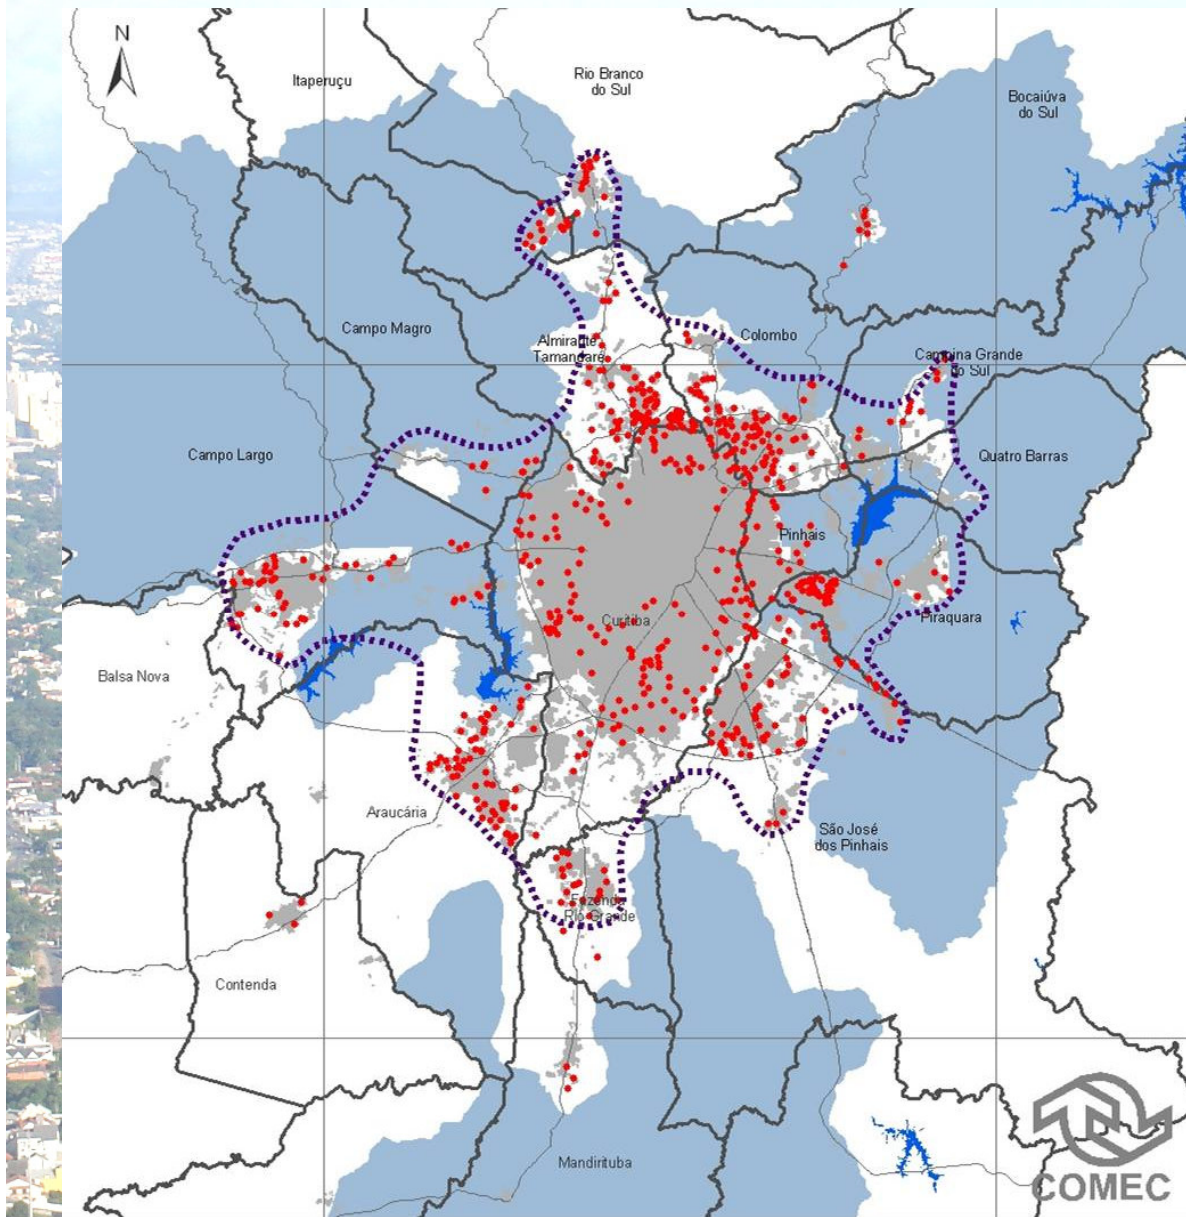 N
Itaperuçu
Rio Branco
do Sul
Bocaiúva
do Sul
Campo Magro
Almirante
Tamandaré
Colombo
Campina Grande
do Sul
Campo Largo
Quatro Barras
Pinhais
Curitiba
Piraquara
Balsa Nova
Araucária
São José
dos Pinhais
Fazenda
Rio Grande
Contenda
Mandirituba
COMEC